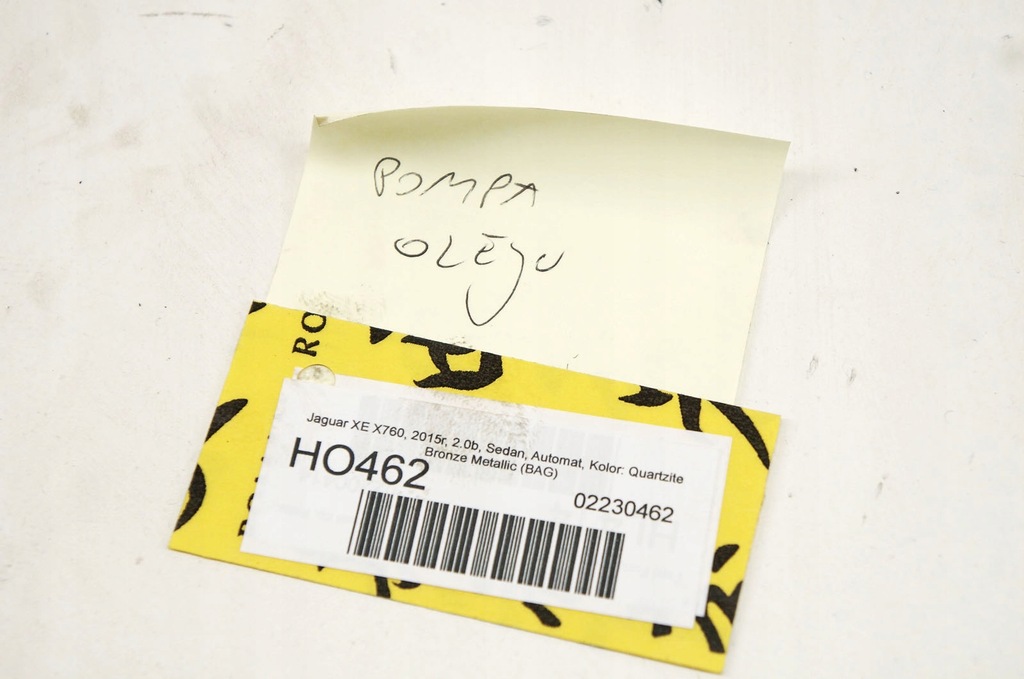 POMPA
OLEJU
RO
Jaguar XE X760, 2015r, 2.0b, Sedan, Automat, Kolor: Quartzite
Bronze Metallic (BAG)
HO462
02230462